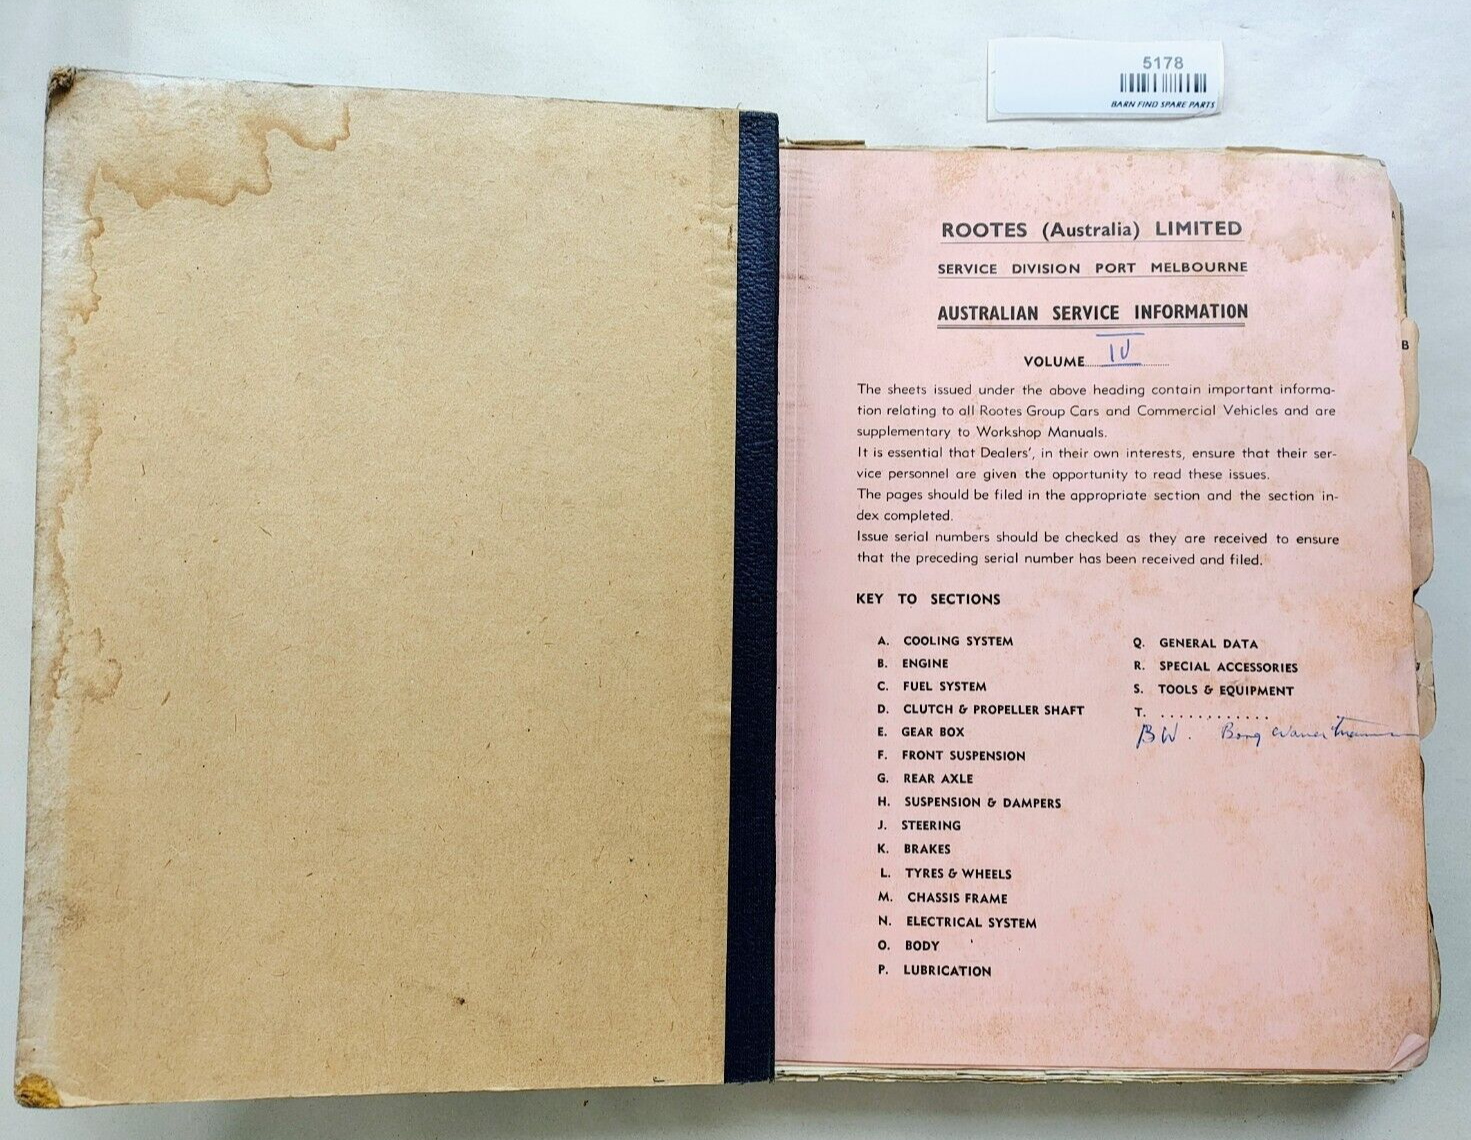 5178
BARN FIND SPARE PARTS
ROOTES (Australia) LIMITED
SERVICE DIVISION PORT MELBOURNE
AUSTRALIAN SERVICE INFORMATION
VOLUME IV
The sheets issued under the above heading contain important informa-
tion relating to all Rootes Group Cars and Commercial Vehicles and are
supplementary to Workshop Manuals.
It is essential that Dealers', in their own interests, ensure that their ser-
vice personnel are given the opportunity to read these issues.
The pages should be filed in the appropriate section and the section in-
dex completed.
Issue serial numbers should be checked as they are received to ensure
that the preceding serial number has been received and filed.
KEY TO SECTIONS
A. COOLING SYSTEM
B. ENGINE
C. FUEL SYSTEM
D. CLUTCH & PROPELLER SHAFT
E. GEAR BOX
F. FRONT SUSPENSION
G. REAR AXLE
H. SUSPENSION & DAMPERS
J. STEERING
K. BRAKES
L. TYRES & WHEELS
M. CHASSIS FRAME
N. ELECTRICAL SYSTEM
O. BODY
P. LUBRICATION
Q. GENERAL DATA
R. SPECIAL ACCESSORIES
S. TOOLS & EQUIPMENT
T. ............
BW. Borg Warner
A
B